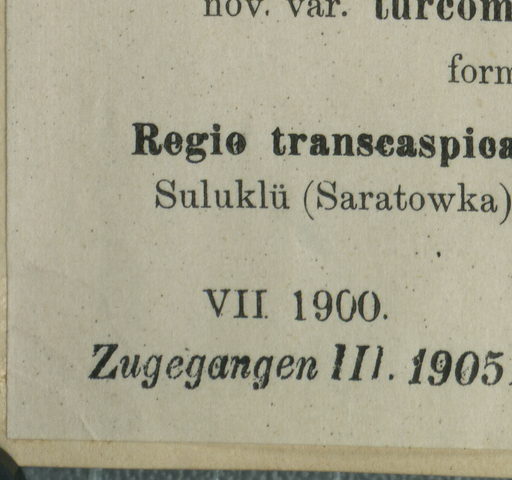 nov. var. turcom
form
Regio transcaspica
Suluklü (Saratowka)
VII. 1900.
Zugegangen III. 1905.